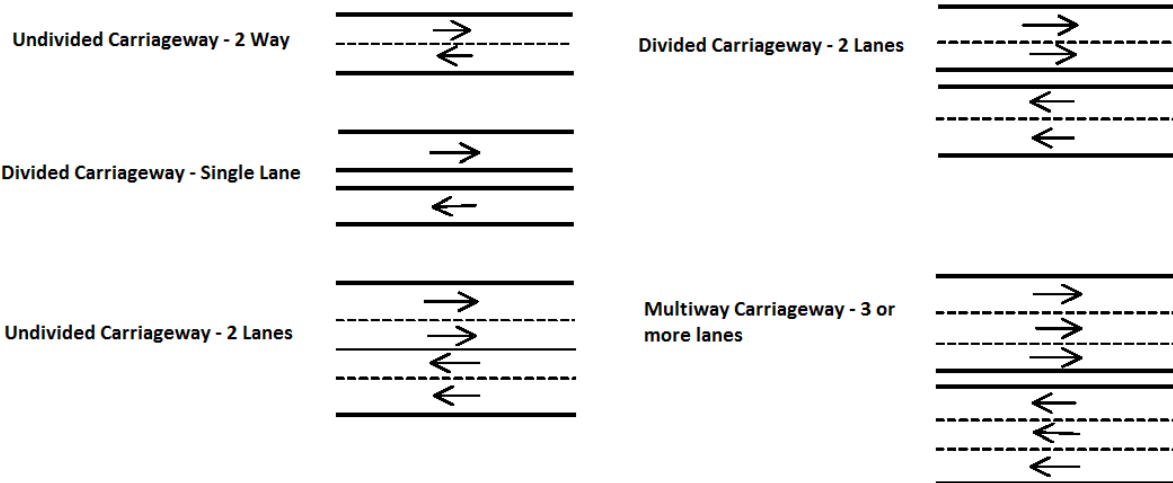 Undivided Carriageway - 2 Way
Divided Carriageway - Single Lane
Undivided Carriageway - 2 Lanes
Divided Carriageway - 2 Lanes
Multiway Carriageway - 3 or
more lanes